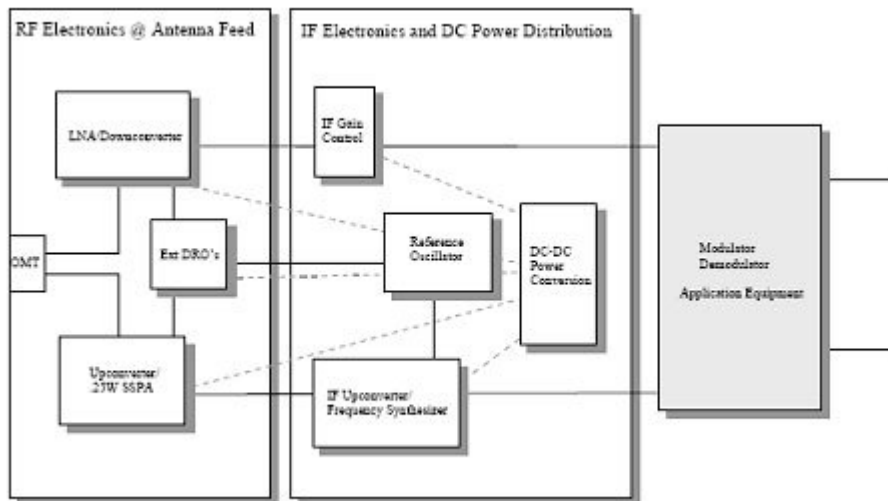 RF Electronics @ Antenna Feed
IF Electronics and DC Power Distribution
LNA/Downconverter
IF Gain
Control
OMT
Ext DRO's
Reference
Oscillator
DC-DC
Power
Conversion
Modulator
Demodulator
Application Equipment
Upconverter/
.27W SSPA
IF Upconverter/
Frequency Synthesizer